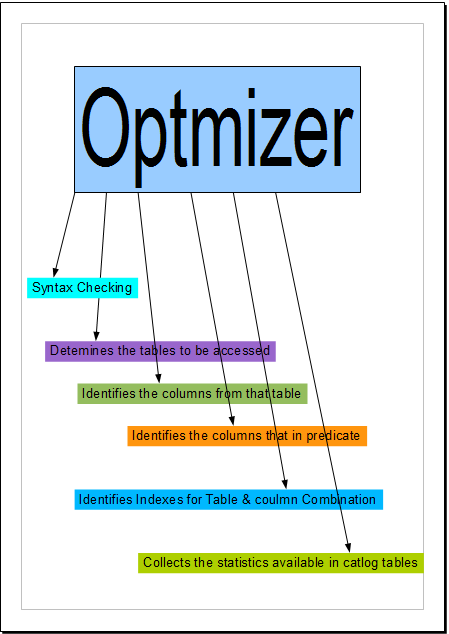 Optmizer
Syntax Checking
Detemines the tables to be accessed
Identifies the columns from that table
Identifies the columns that in predicate
Identifies Indexes for Table & coulmn Combination
Collects the statistics available in catlog tables